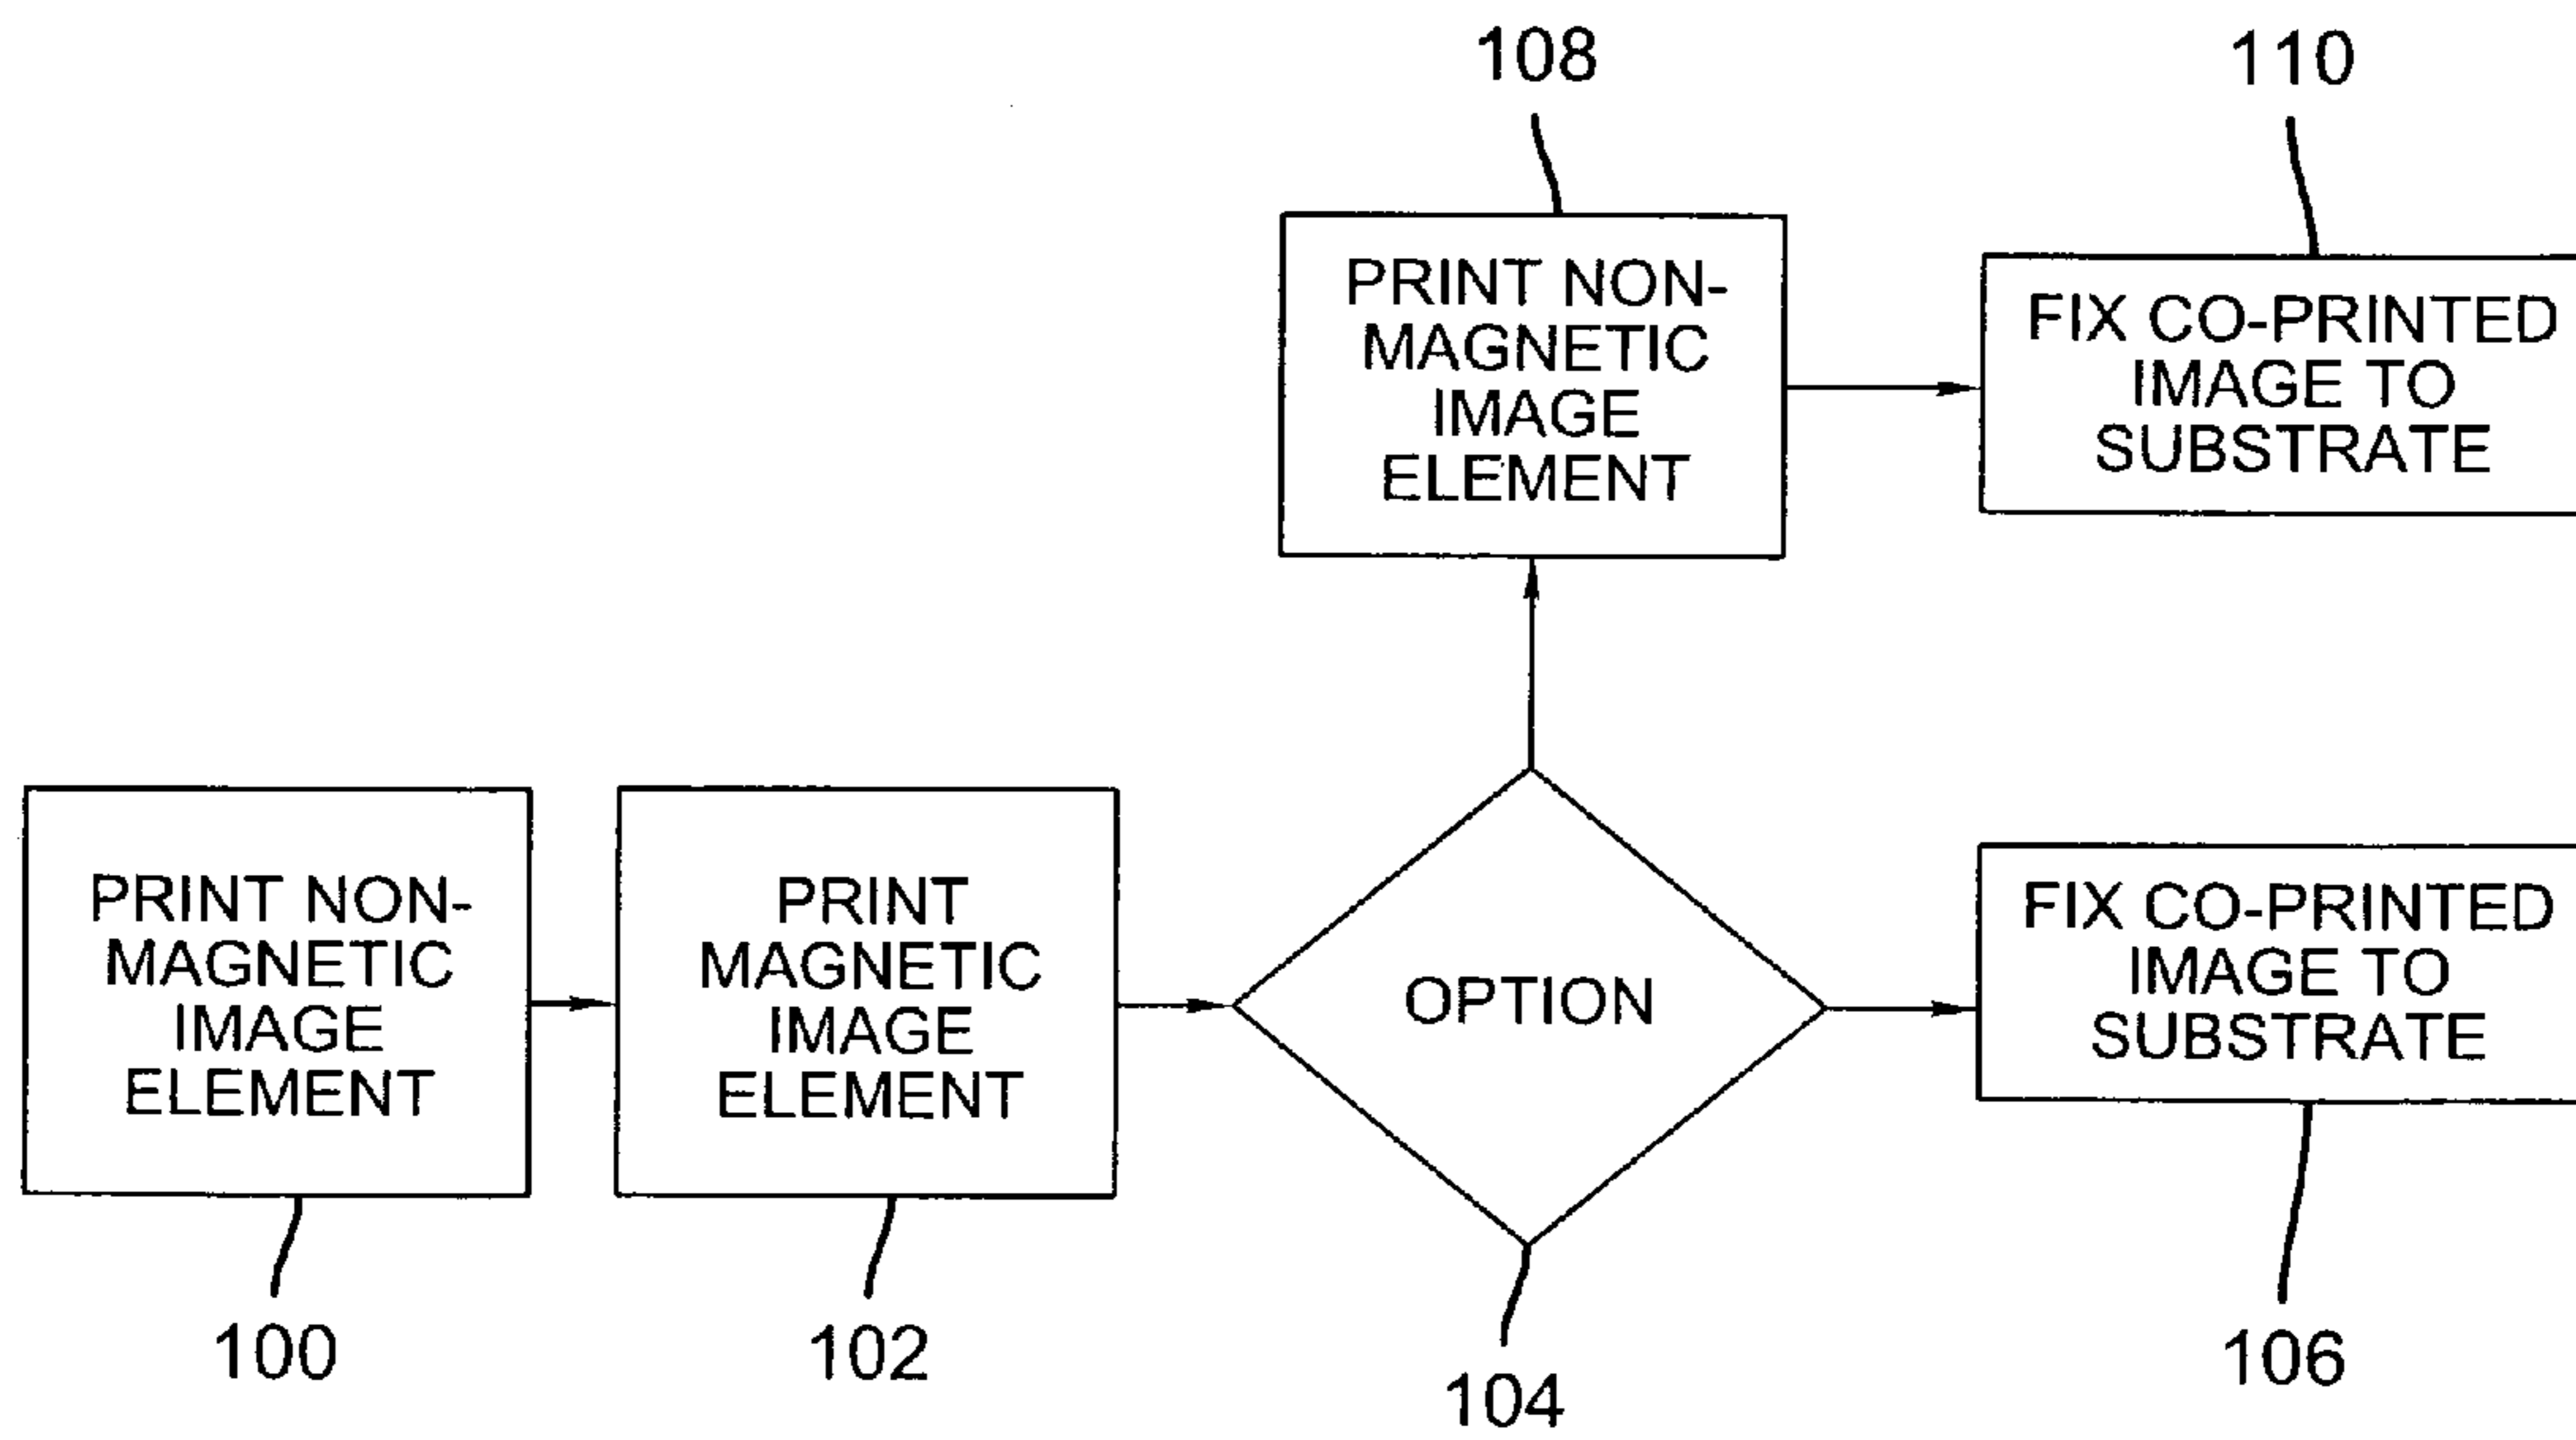 108
110
PRINT NON-
MAGNETIC
IMAGE
ELEMENT
FIX CO-PRINTED
IMAGE TO
SUBSTRATE
PRINT NON-
MAGNETIC
IMAGE
ELEMENT
PRINT
MAGNETIC
IMAGE
ELEMENT
OPTION
FIX CO-PRINTED
IMAGE TO
SUBSTRATE
100
102
104
106